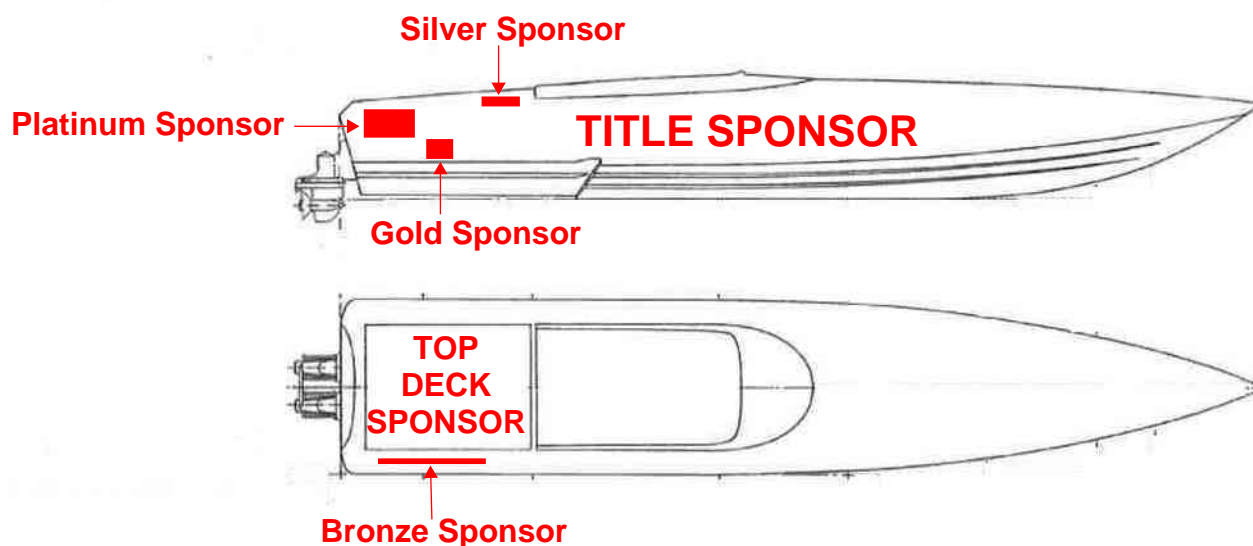 Silver Sponsor
Platinum Sponsor
TITLE SPONSOR
Gold Sponsor
TOP
DECK
SPONSOR
Bronze Sponsor